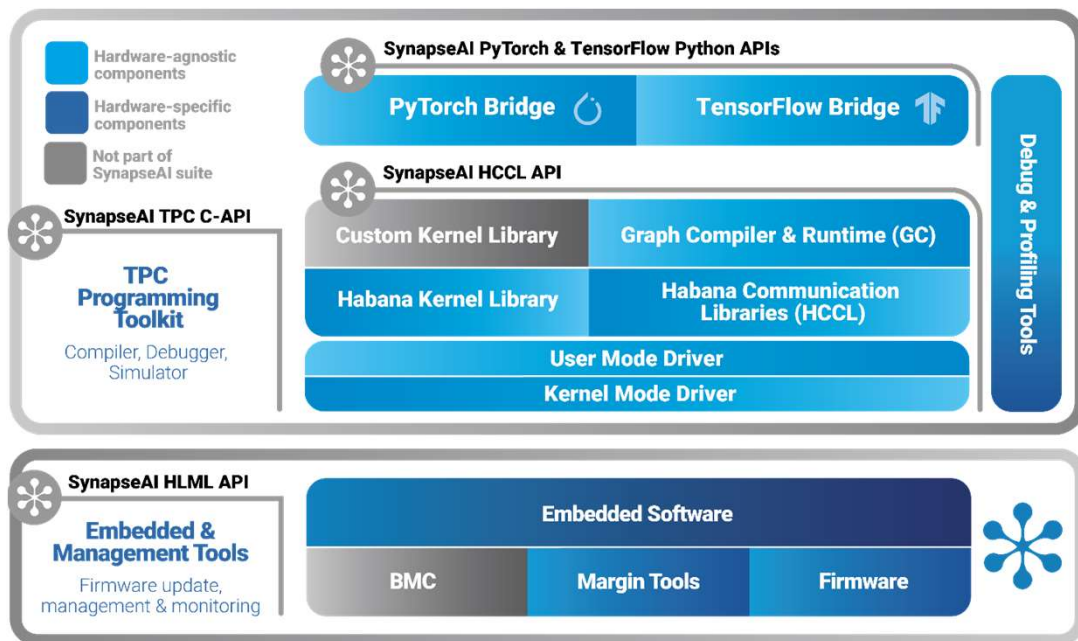 Hardware-agnostic
components
Hardware-specific
components
Not part of
SynapseAI suite
SynapseAI PyTorch & TensorFlow Python APIs
PyTorch Bridge
TensorFlow Bridge
SynapseAI HCCL API
Custom Kernel Library
Graph Compiler & Runtime (GC)
Habana Kernel Library
Habana Communication
Libraries (HCCL)
User Mode Driver
Kernel Mode Driver
Debug & Profiling Tools
SynapseAI TPC C-API
TPC
Programming
Toolkit
Compiler, Debugger,
Simulator
SynapseAI HLML API
Embedded &
Management Tools
Firmware update,
management & monitoring
Embedded Software
BMC
Margin Tools
Firmware